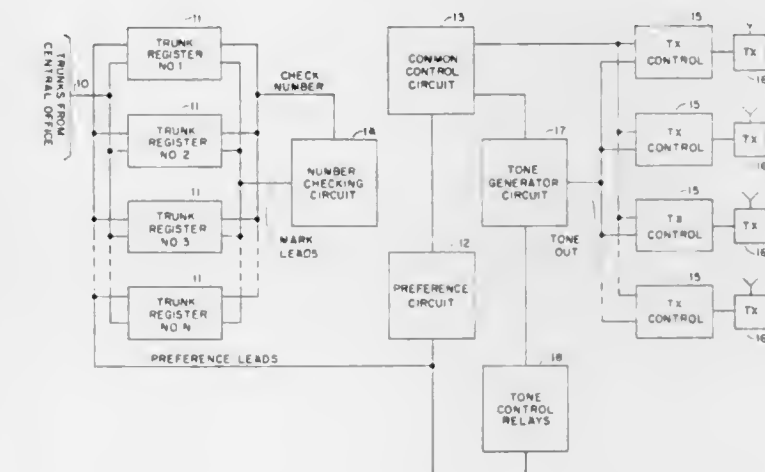 TRUNKS FROM
CENTRAL OFFICE
10
11
TRUNK
REGISTER
NO.1
11
TRUNK
REGISTER
NO 2
11
TRUNK
REGISTER
NO 3
11
TRUNK
REGISTER
NO. N
PREFERENCE LEADS
CHECK
NUMBER
14
NUMBER
CHECKING
CIRCUIT
MARK
LEADS
13
COMMON
CONTROL
CIRCUIT
12
PREFERENCE
CIRCUIT
17
TONE
GENERATOR
CIRCUIT
TONE
OUT
18
TONE
CONTROL
RELAYS
15
TX
CONTROL
TX
16
15
TX
CONTROL
TX
16
15
TX
CONTROL
TX
16
15
TX
CONTROL
TX
16